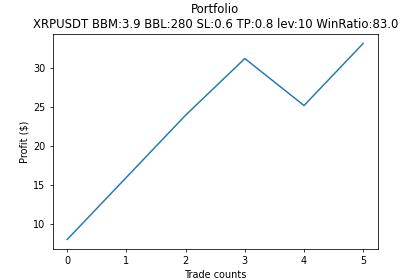 Portfolio
XRPUSDT BBM:3.9 BBL:280 SL:0.6 TP:0.8 lev:10 WinRatio:83.0
30
25
20
15
10
Profit ($)
0 1 2 3 4 5
Trade counts